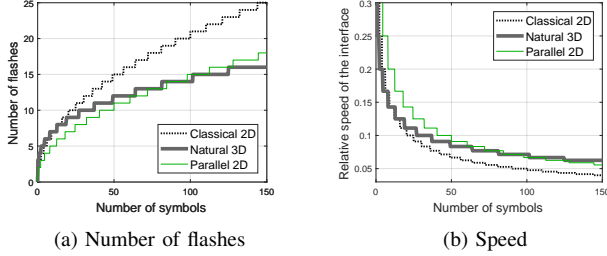 25
20
15
10
5
0
0
50
100
150
Number of flashes
Number of symbols
Classical 2D
Natural 3D
Parallel 2D
(a) Number of flashes
0.3
0.25
0.2
0.15
0.1
0.05
0
50
100
150
Relative speed of the interface
Number of symbols
Classical 2D
Natural 3D
Parallel 2D
(b) Speed